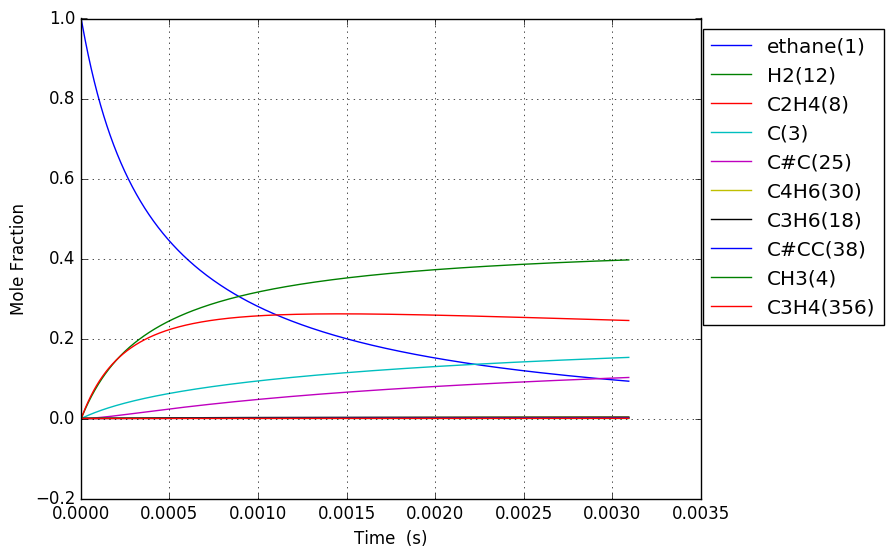 1.0
0.8
0.6
0.4
0.2
0.0
−0.2
Mole Fraction
0.0000 0.0005 0.0010 0.0015 0.0020 0.0025 0.0030 0.0035
Time (s)
ethane(1)
H2(12)
C2H4(8)
C(3)
C#C(25)
C4H6(30)
C3H6(18)
C#CC(38)
CH3(4)
C3H4(356)